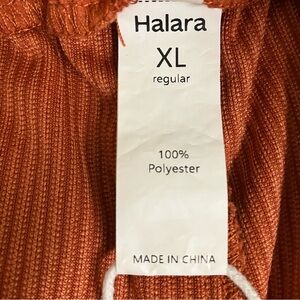 Halara
XL
regular
100%
Polyester
MADE IN CHINA